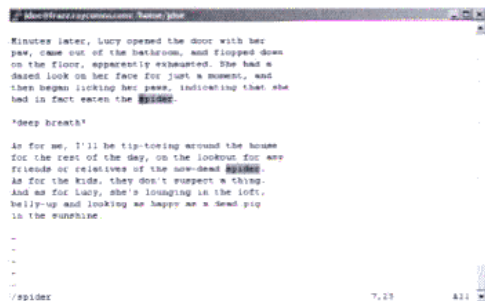 Minutes later, Lucy opened the door with her
paw, came out of the bathroom, and flopped down
on the floor, apparently exhausted. She had a
dazed look on her face for just a moment, and
then began licking her paws, indicating that she
had in fact eaten the spider.
*deep breath*
As for me, I'll be tip-toeing around the house
for the rest of the day, on the lookout for any
friends or relatives of the now-dead spider.
As for the kids, they don't suspect a thing.
And as for Lucy, she's lounging in the loft,
belly-up and looking as happy as a dead pig
in the sunshine.
~
~
~
~
~
/spider 7,23 All